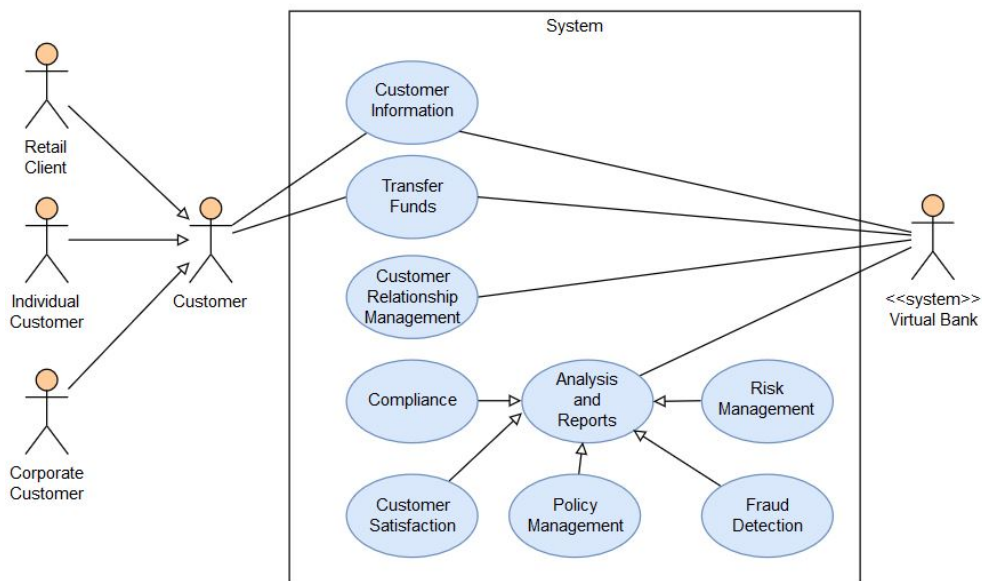 System
Retail
Client
Individual
Customer
Corporate
Customer
Customer
Customer
Information
Transfer
Funds
Customer
Relationship
Management
Compliance
Analysis
and
Reports
Risk
Management
Customer
Satisfaction
Policy
Management
Fraud
Detection
<<system>>
Virtual Bank